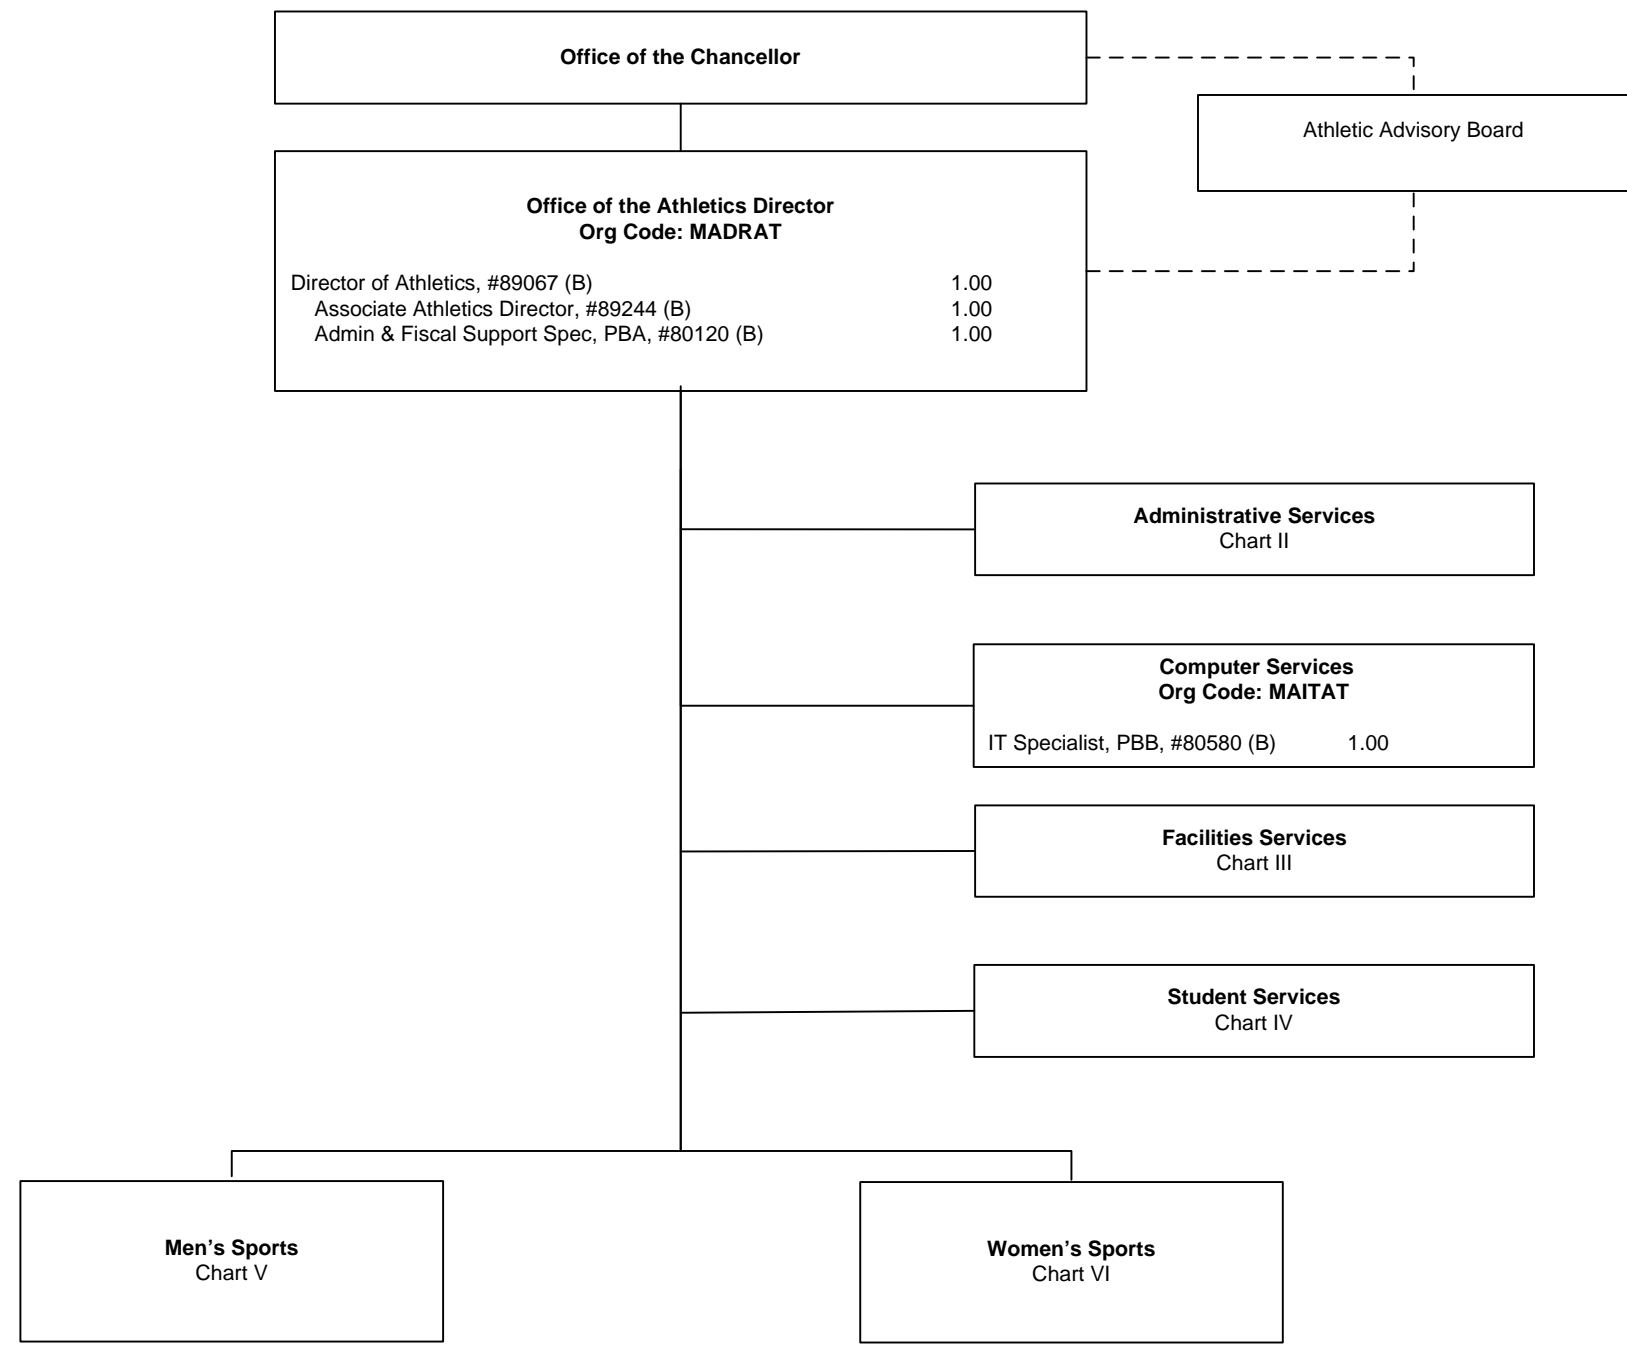 Office of the Chancellor
Athletic Advisory Board
Office of the Athletics Director
Org Code: MADRAT
Director of Athletics, #89067 (B) 1.00
Associate Athletics Director, #89244 (B) 1.00
Admin & Fiscal Support Spec, PBA, #80120 (B) 1.00
Administrative Services
Chart II
Computer Services
Org Code: MAITAT
IT Specialist, PBB, #80580 (B) 1.00
Facilities Services
Chart III
Student Services
Chart IV
Men’s Sports
Chart V
Women’s Sports
Chart VI